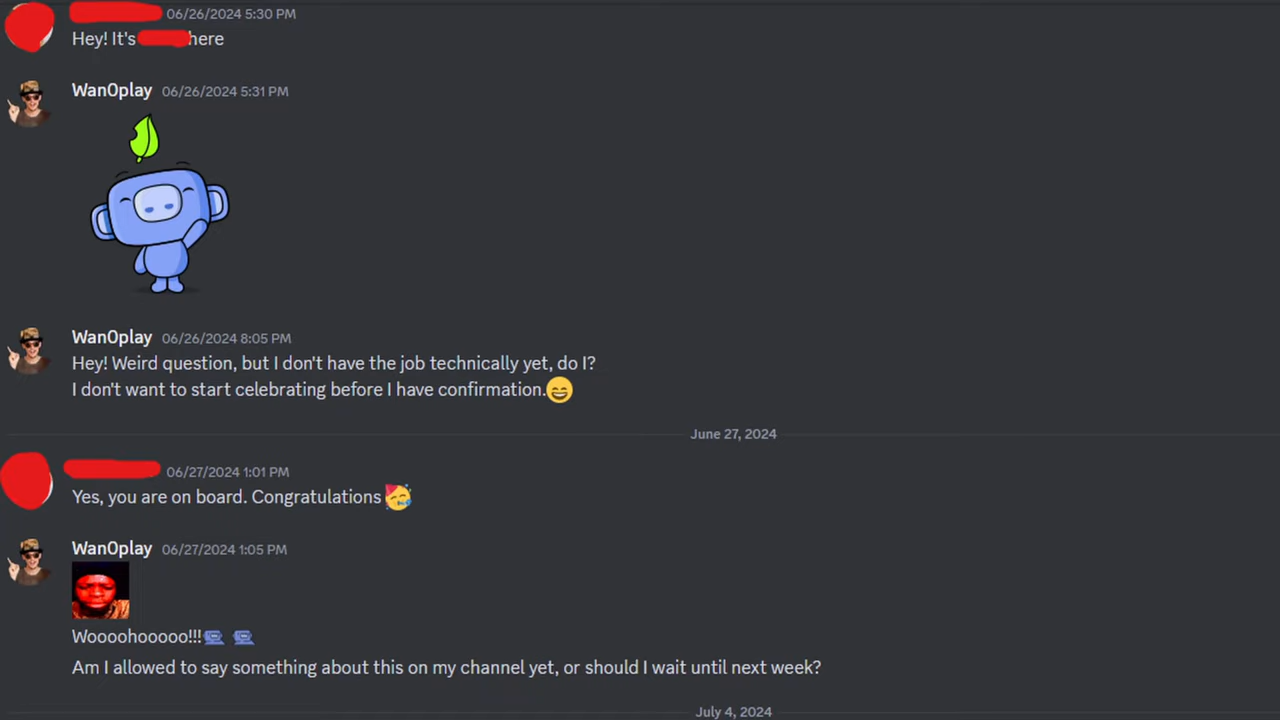 06/26/2024 5:30 PM
Hey! It's here
WanOplay 06/26/2024 5:31 PM
WanOplay 06/26/2024 8:05 PM
Hey! Weird question, but I don't have the job technically yet, do I?
I don't want to start celebrating before I have confirmation.😄
June 27, 2024
06/27/2024 1:01 PM
Yes, you are on board. Congratulations 🥳
WanOplay 06/27/2024 1:05 PM
Woooohooooo!!!
Am I allowed to say something about this on my channel yet, or should I wait until next week?
July 4, 2024